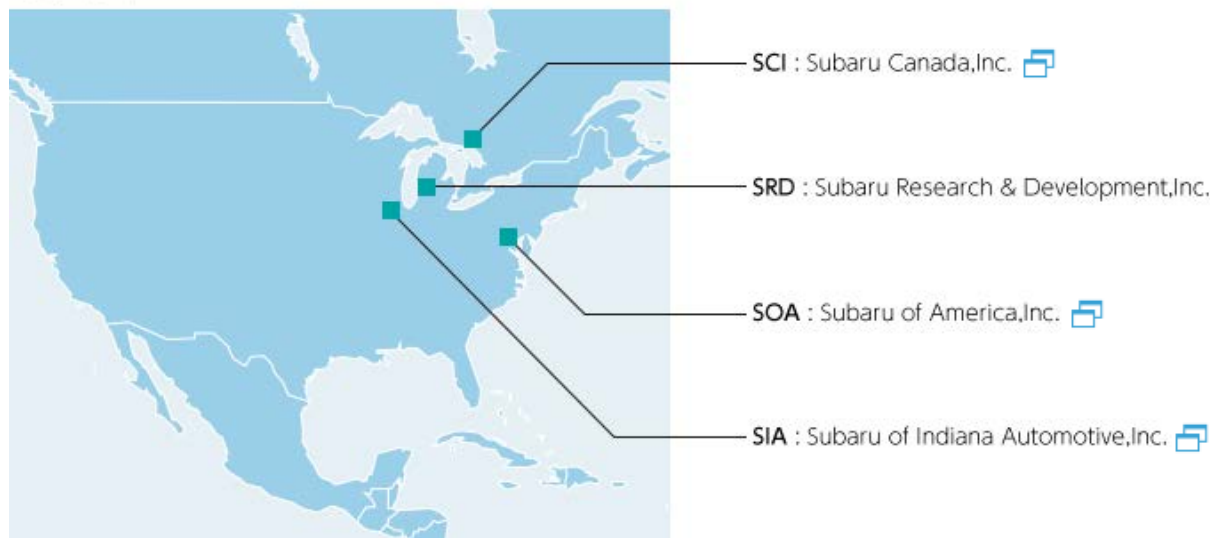 SCI : Subaru Canada,Inc.
SRD : Subaru Research & Development,Inc.
SOA : Subaru of America,Inc.
SIA : Subaru of Indiana Automotive,Inc.